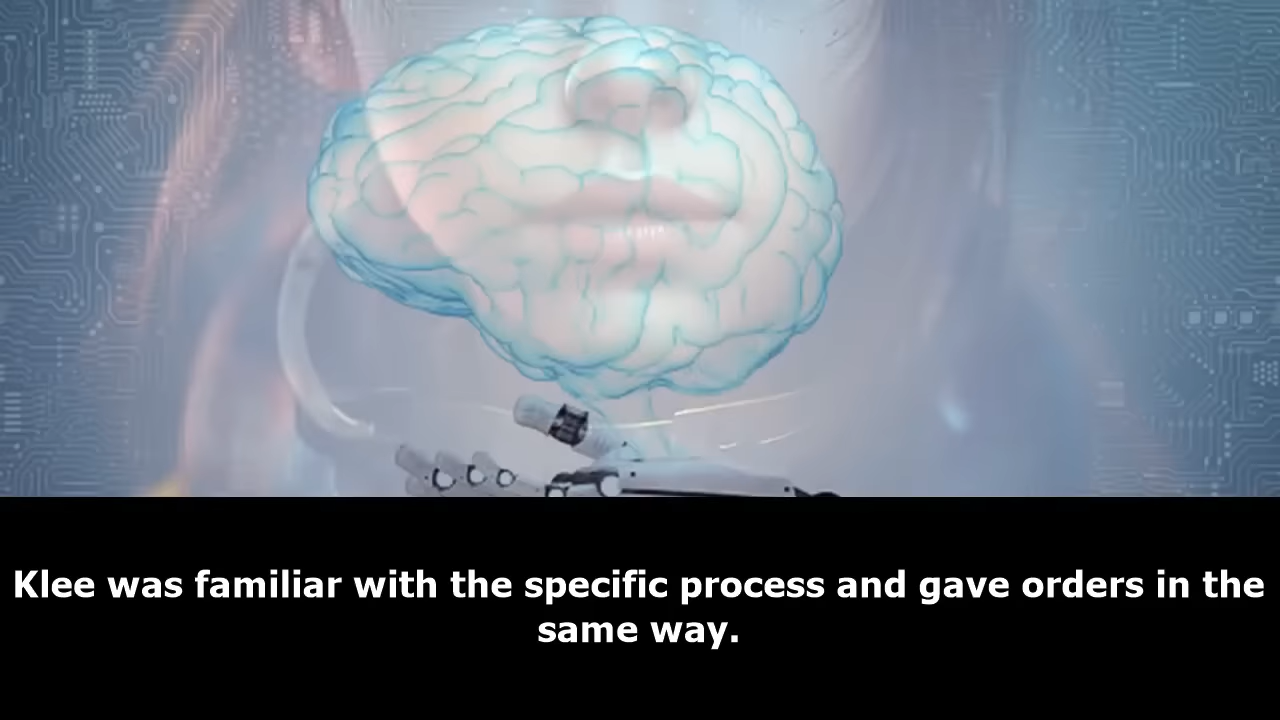 Klee was familiar with the specific process and gave orders in the
same way.